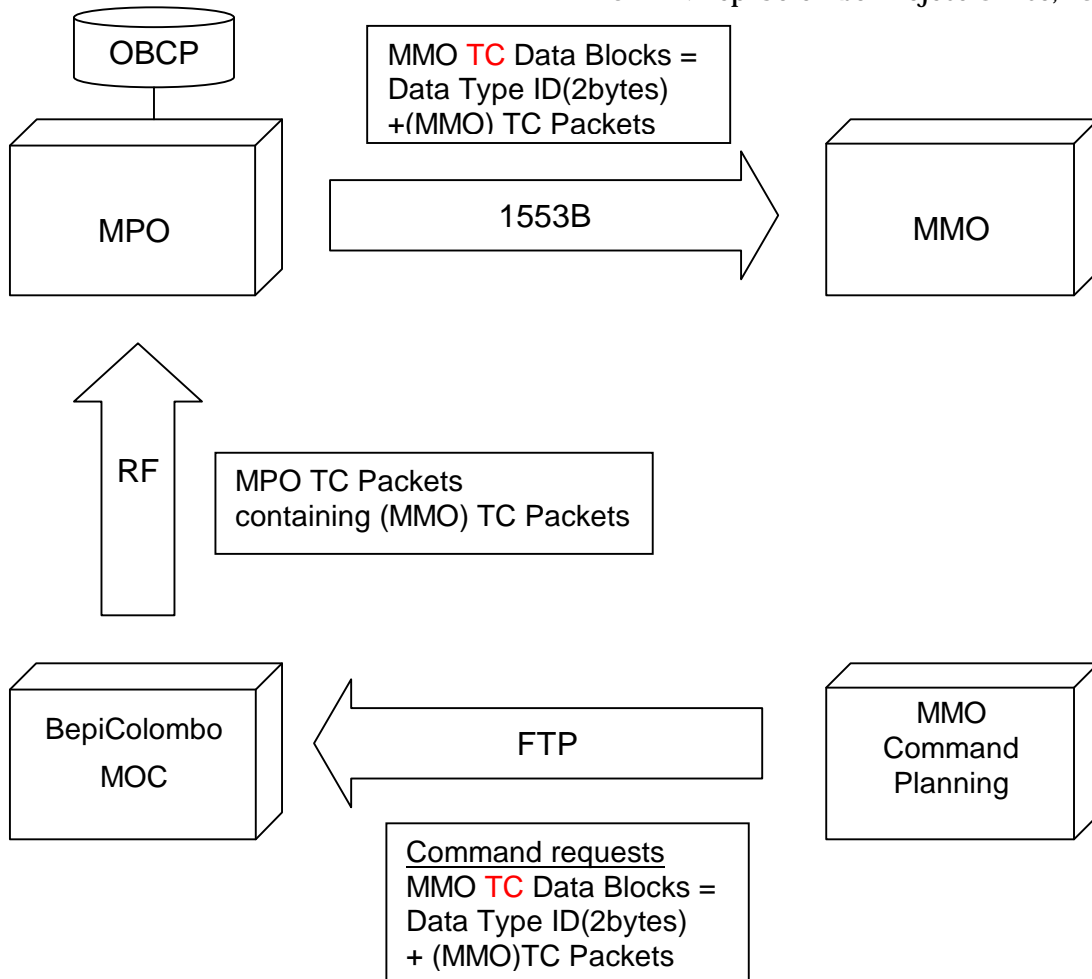 OBCP
MMO TC Data Blocks =
Data Type ID(2bytes)
+(MMO) TC Packets
MPO
1553B
MMO
RF
MPO TC Packets
containing (MMO) TC Packets
BepiColombo
MOC
FTP
MMO
Command
Planning
Command requests
MMO TC Data Blocks =
Data Type ID(2bytes)
+ (MMO)TC Packets